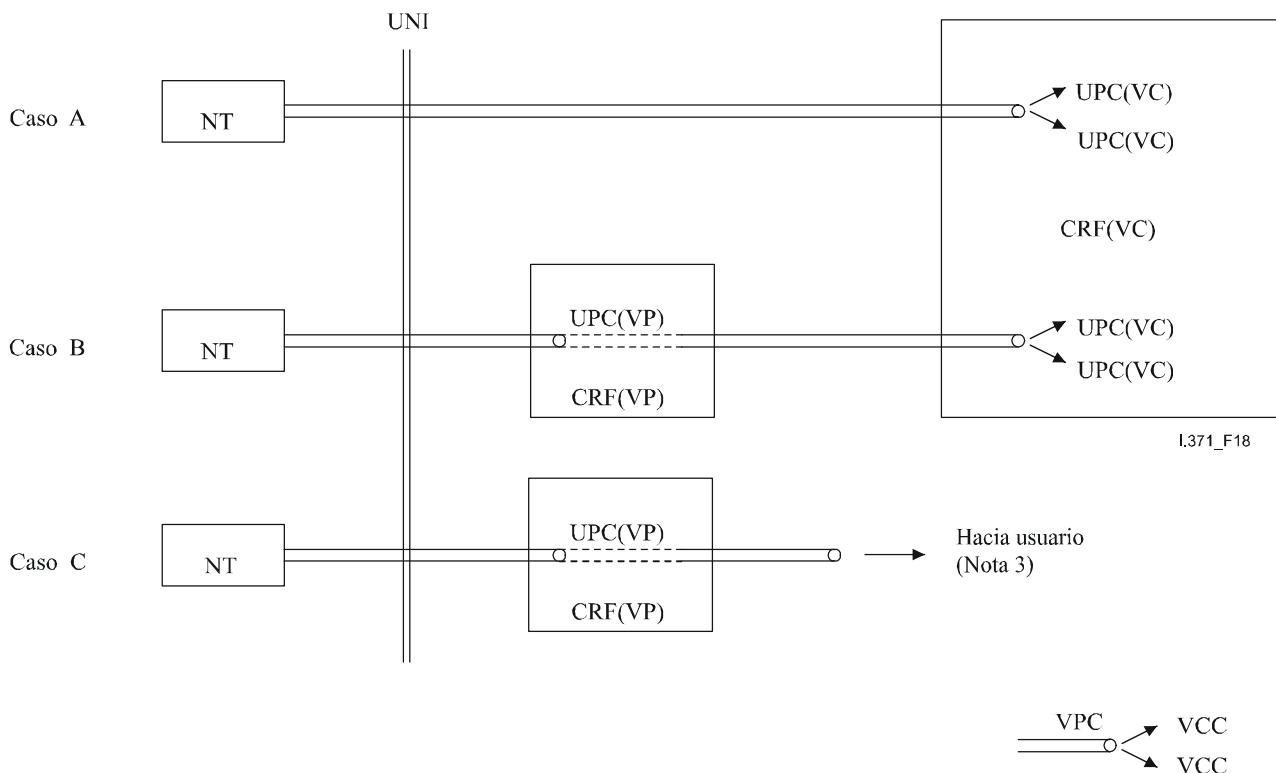 UNI
Caso A
NT
UPC(VC)
UPC(VC)
CRF(VC)
Caso B
NT
UPC(VP)
CRF(VP)
UPC(VC)
UPC(VC)
I.371_F18
Caso C
NT
UPC(VP)
CRF(VP)
Hacia usuario
(Nota 3)
VPC
VCC
VCC